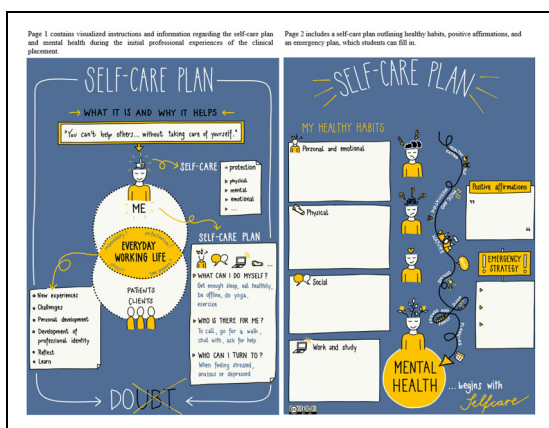 Page 1 contains visualized instructions and information regarding the self-care plan
and mental health during the initial professional experiences of the clinical
placement.
SELF-CARE PLAN
WHAT IT IS AND WHY IT HELPS
"You can't help others... without taking care of yourself."
SELF-CARE
= protection
▹ physical
▹ mental
▹ emotional
▹ ...
ME
EVERYDAY
WORKING LIFE
PATIENTS
CLIENTS
• New experiences
• Challenges
• Personal development
• Development of
professional identity
• Reflect
• Learn
SELF-CARE PLAN
...
▹ WHAT CAN I DO MYSELF?
Get enough sleep, eat healthily,
be offline, do yoga,
exercise
▹ WHO IS THERE FOR ME?
To call, go for a walk,
chat with, ask for help
▹ WHO CAN I TURN TO?
When feeling stressed,
anxious or depressed
DOUBT
Page 2 includes a self-care plan outlining healthy habits, positive affirmations, and
an emergency plan, which students can fill in.
SELF-CARE PLAN
MY HEALTHY HABITS
Personal and emotional
Physical
Social
Work and study
Positive affirmations
"
"
EMERGENCY
STRATEGY
MENTAL
HEALTH
...begins with
Selfcare